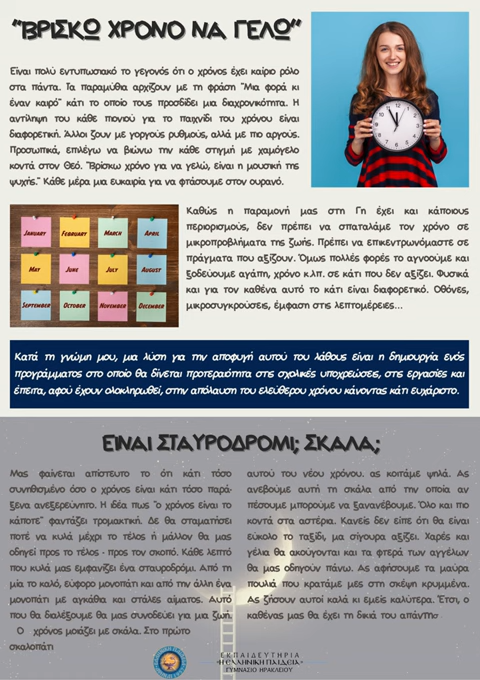 "ΒΡΙΣΚΩ ΧΡΟΝΟ ΝΑ ΓΕΛΩ"
Είναι πολύ εντυπωσιακό το γεγονός ότι ο χρόνος έχει καίριο ρόλο
στα πάντα. Τα παραμύθια αρχίζουν με τη φράση "Μια φορά κι
έναν καιρό" κάτι το οποίο τους προσδίδει μια διαχρονικότητα. Η
αντίληψη του κάθε πιονιού για το παιχνίδι του χρόνου είναι
διαφορετική. Άλλοι ζουν με γοργούς ρυθμούς, αλλά με πιο αργούς.
Προσωπικά, επιλέγω να βιώνω την κάθε στιγμή με χαμόγελο
κοντά στον Θεό. "Βρίσκω χρόνο για να γελώ, είναι η μουσική της
ψυχής." Κάθε μέρα μια ευκαιρία για να φτάσουμε στον ουρανό.
JANUARY FEBRUARY MARCH APRIL
MAY JUNE JULY AUGUST
SEPTEMBER OCTOBER NOVEMBER DECEMBER
Καθώς η παραμονή μας στη Γη έχει και κάποιους
περιορισμούς, δεν πρέπει να σπαταλάμε τον χρόνο σε
μικροπροβλήματα της ζωής. Πρέπει να επικεντρωνόμαστε σε
πράγματα που αξίζουν. Όμως πολλές φορές το αγνοούμε και
ξοδεύουμε αγάπη, χρόνο κ.λπ. σε κάτι που δεν αξίζει. Φυσικά
και για τον καθένα αυτό το κάτι είναι διαφορετικό. Οθόνες,
μικροσυγκρούσεις, έμφαση στις λεπτομέρειες...
Κατά τη γνώμη μου, μια λύση για την αποφυγή αυτού του λάθους είναι η δημιουργία ενός
προγράμματος στο οποίο θα δίνεται προτεραιότητα στις σχολικές υποχρεώσεις, στις εργασίες και
έπειτα, αφού έχουν ολοκληρωθεί, στην απόλαυση του ελεύθερου χρόνου κάνοντας κάτι ευχάριστο.
ΕΙΝΑΙ ΣΤΑΥΡΟΔΡΟΜΙ; ΣΚΑΛΑ;
Μας φαίνεται απίστευτο το ότι κάτι τόσο
συνηθισμένο όσο ο χρόνος είναι κάτι τόσο παρά-
ξενα ανεξερεύνητο. Η ιδέα πως "ο χρόνος είναι το
κάποτε" φαντάζει τρομακτική. Δε θα σταματήσει
ποτέ να κυλά μέχρι το τέλος ή μάλλον θα μας
οδηγεί προς το τέλος - προς τον σκοπό. Κάθε λεπτό
που κυλά μας εμφανίζει ένα σταυροδρόμι. Από τη
μία το καλό, εύφορο μονοπάτι και από την άλλη ένα
μονοπάτι με αγκάθια και στάλες αίματος. Αυτό
που θα διαλέξουμε θα μας συνοδεύει για μια ζωή.
Ο χρόνος μοιάζει με σκάλα. Στο πρώτο
σκαλοπάτι
αυτού του νέου χρόνου. ας κοιτάμε ψηλά. Ας
ανεβούμε αυτή τη σκάλα από την οποία αν
πέσουμε μπορούμε να ξανανέβουμε. Όλο και πιο
κοντά στα αστέρια. Κανείς δεν είπε ότι θα είναι
εύκολο το ταξίδι, μα σίγουρα αξίζει. Χαρές και
γέλια θα ακούγονται και τα φτερά των αγγέλων
θα μας οδηγούν πάνω. Ας αφήσουμε τα μαύρα
πουλιά που κρατάμε μες στη σκέψη κρυμμένα.
Ας ζήσουν αυτοί καλά κι εμείς καλύτερα. Έτσι, ο
καθένας μας θα έχει τη δικιά του απάντηση
ΕΚΠΑΙΔΕΥΤΗΡΙΑ
«Η ΕΛΛΗΝΙΚΗ ΠΑΙΔΕΙΑ»
ΓΥΜΝΑΣΙΟ ΗΡΑΚΛΕΙΟΥ